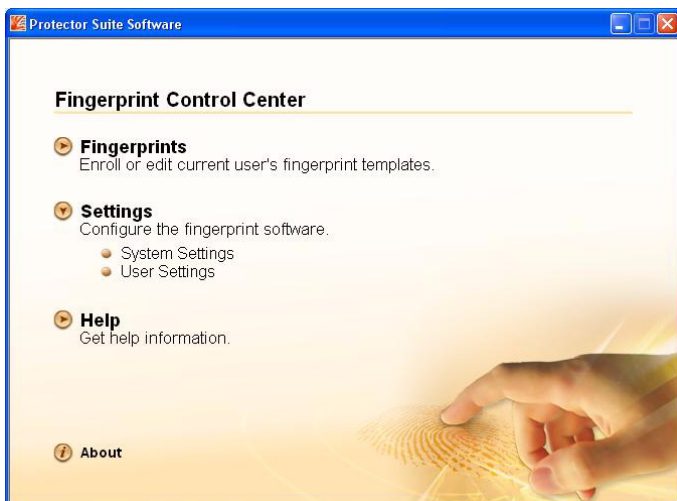 Protector Suite Software
Fingerprint Control Center
Fingerprints
Enroll or edit current user's fingerprint templates.
Settings
Configure the fingerprint software.
System Settings
User Settings
Help
Get help information.
About